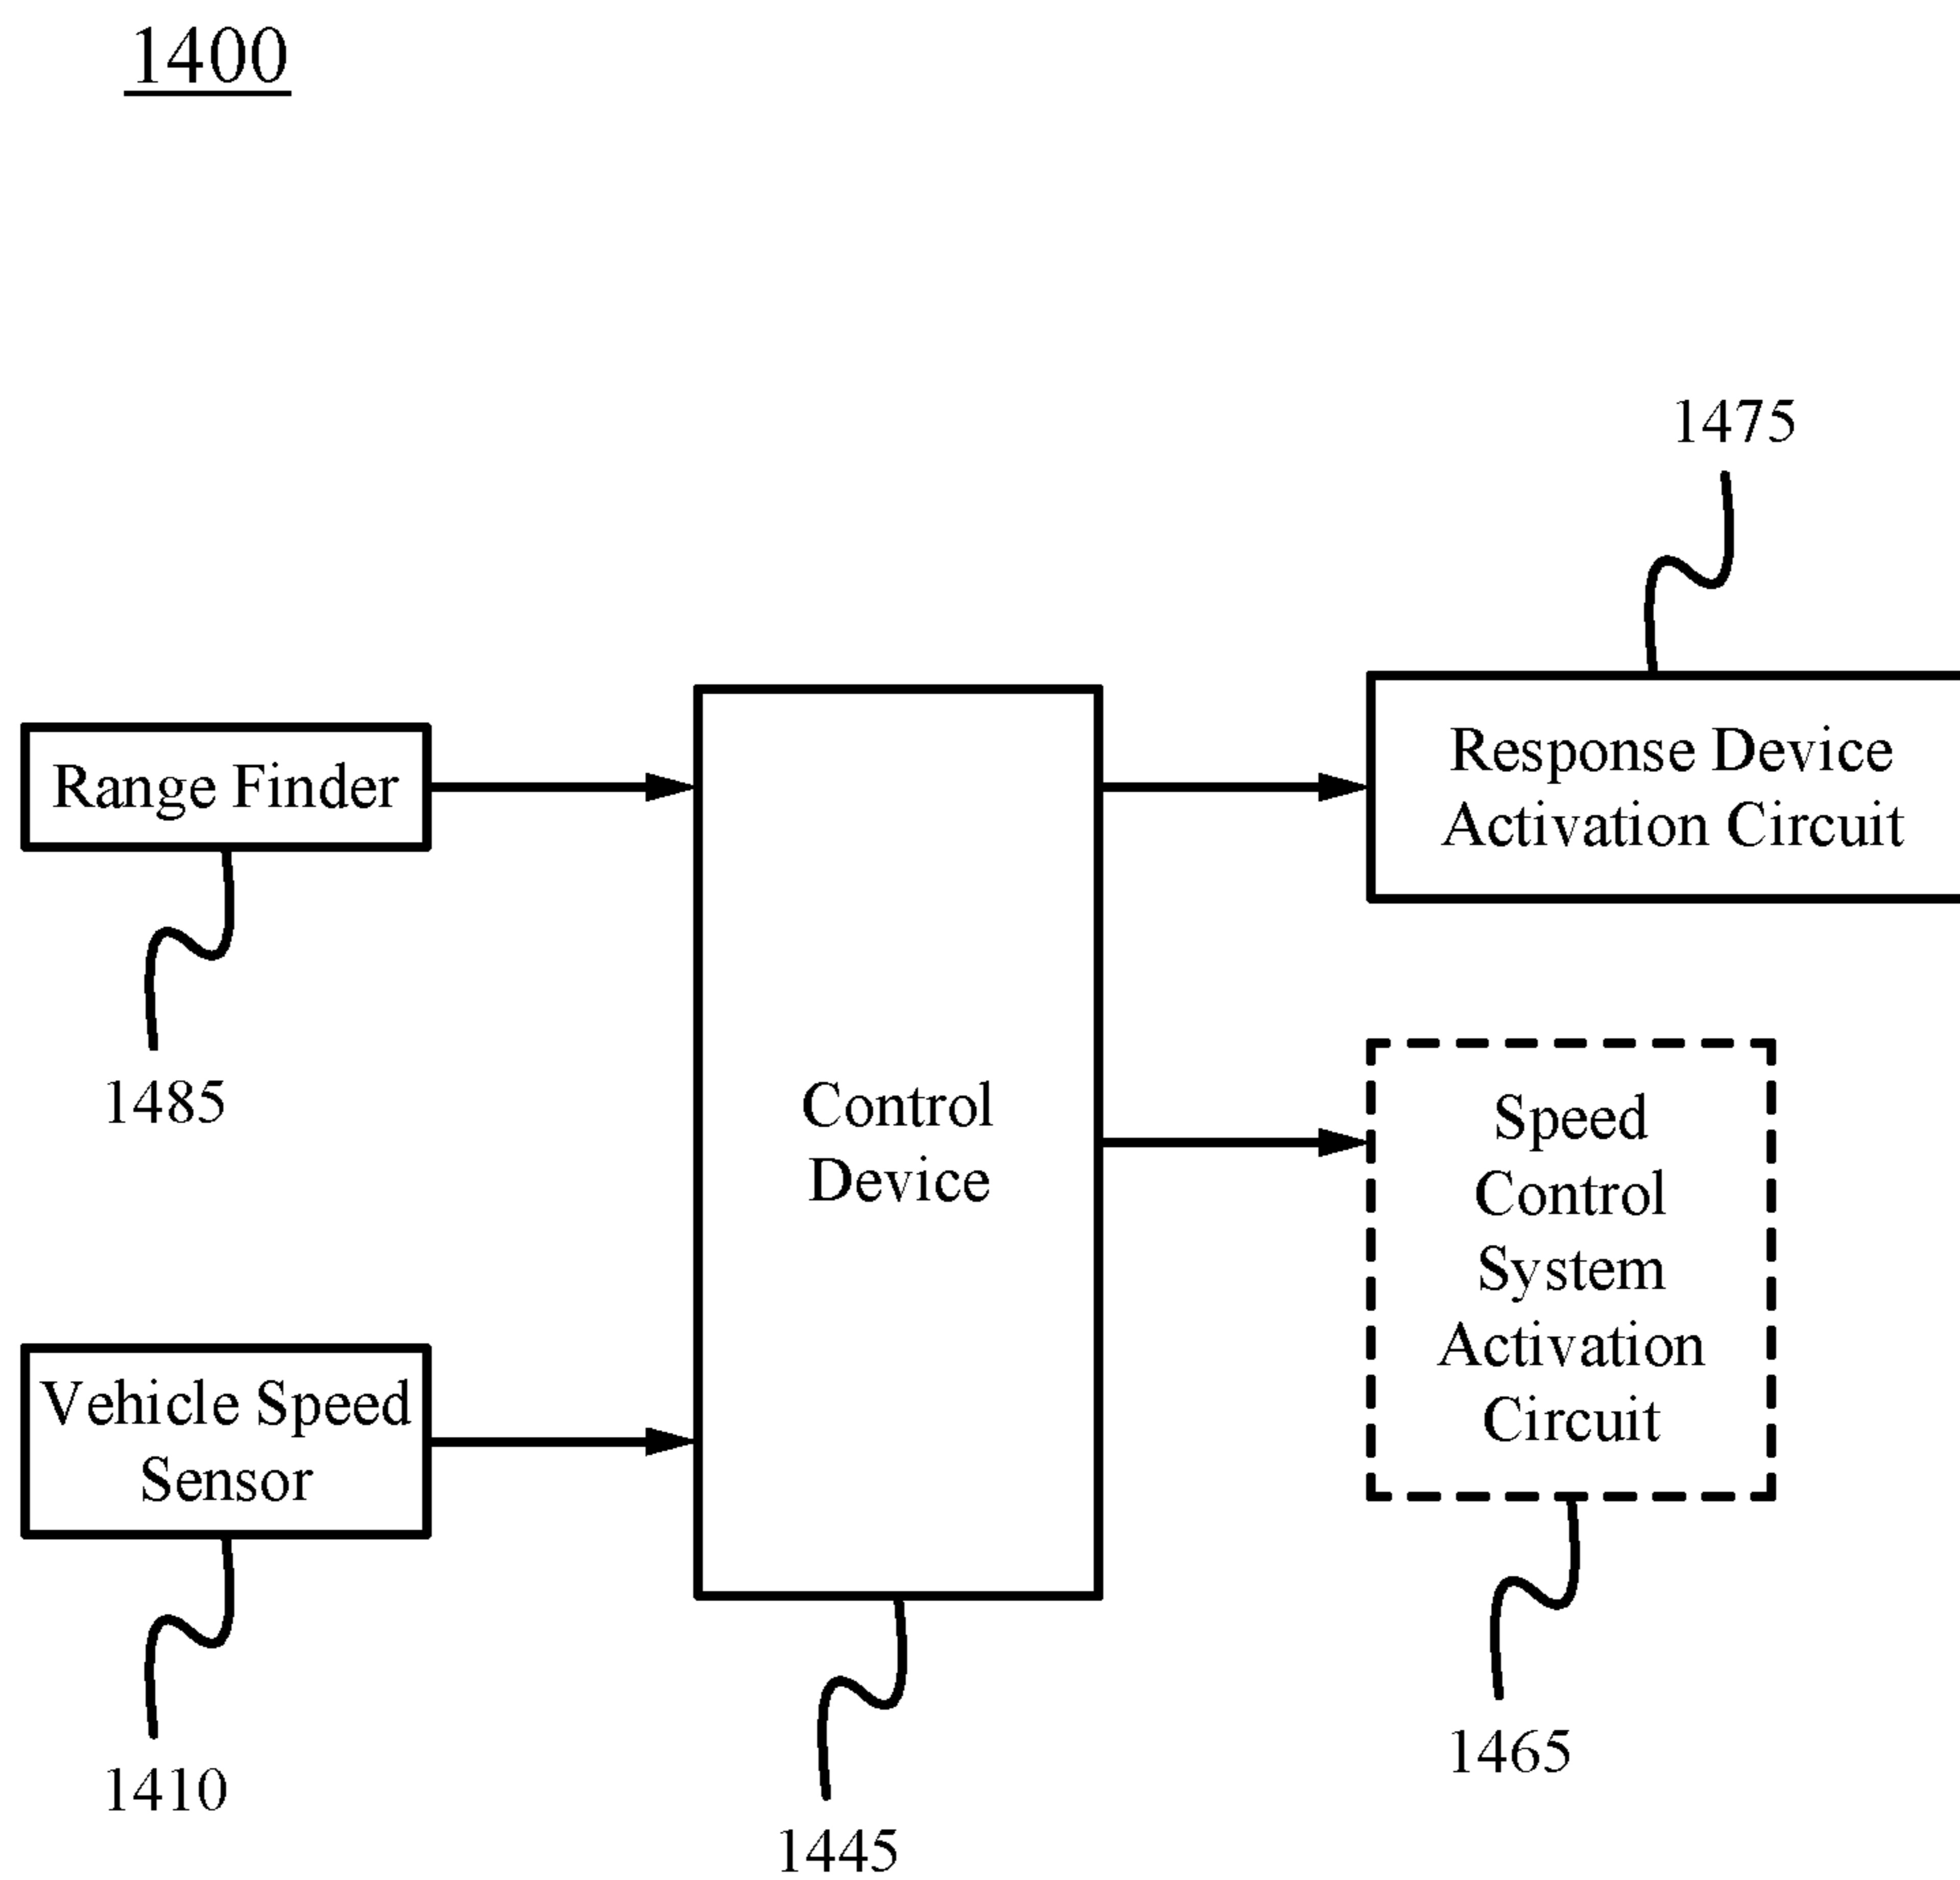 1400
1475
Range Finder
Response Device
Activation Circuit
1485
Control
Device
Speed
Control
System
Activation
Circuit
Vehicle Speed
Sensor
1410
1445
1465